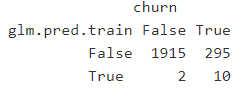 churn
glm.pred.train False True
False 1915 295
True 2 10